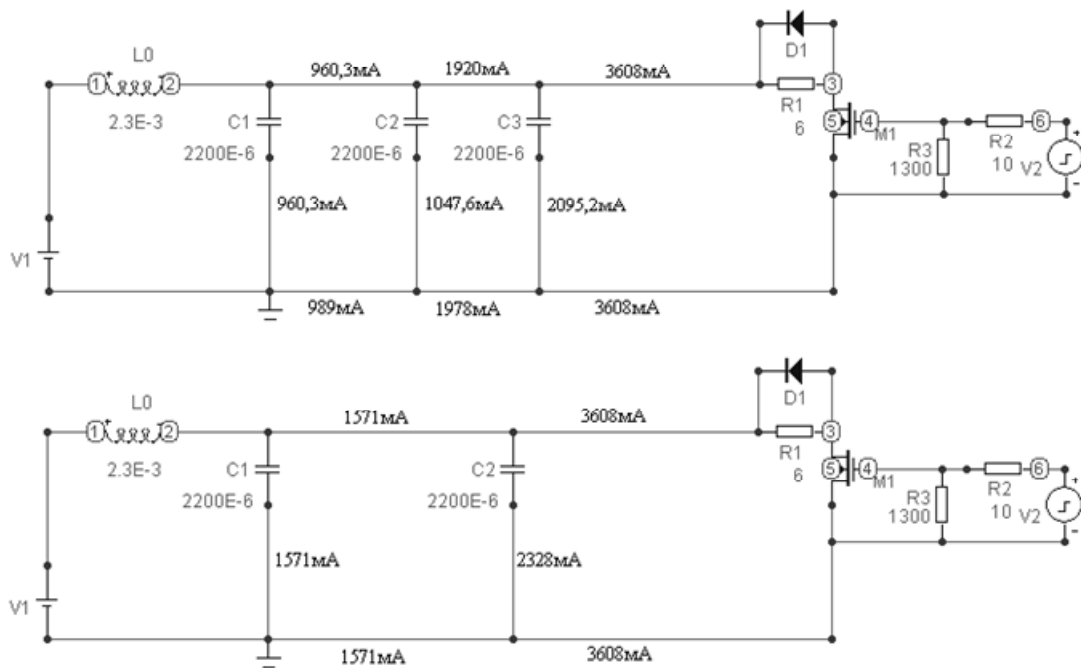 D1
L0
960,3мА 1920мА 3608мА
1 + 2 3
R1
2.3E-3 C1 C2 C3 6 5 4 M1 6
2200E-6 2200E-6 2200E-6 R3 R2 +
1300 10 V2
-
960,3мА 1047,6мА 2095,2мА
V1
989мА 1978мА 3608мА
D1
L0
1571мА 3608мА
1 + 2 3
R1
2.3E-3 C1 C2 6 5 4 M1 6
2200E-6 2200E-6 R3 R2 +
1300 10 V2
-
1571мА 2328мА
V1
1571мА 3608мА